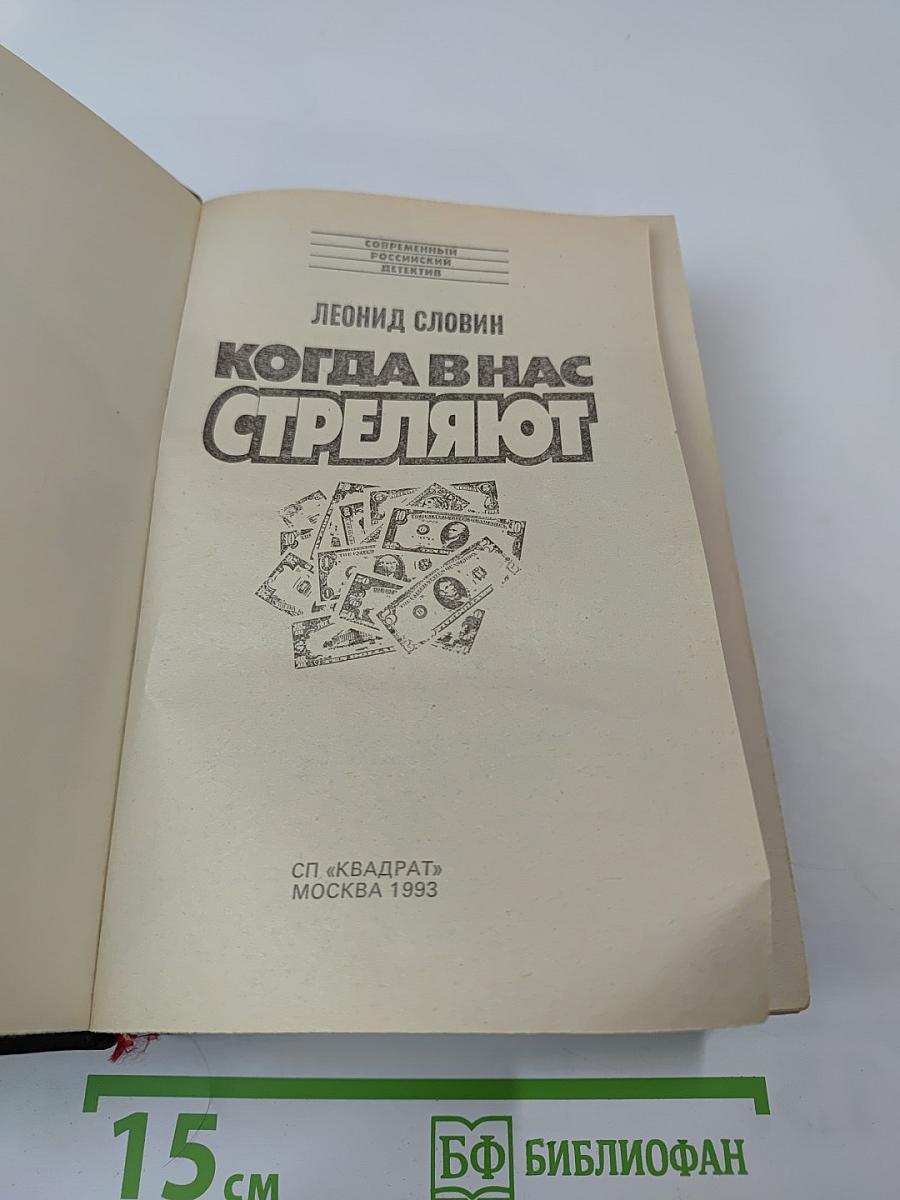 СОВРЕМЕННЫЙ
РОССИЙСКИЙ
ДЕТЕКТИВ
ЛЕОНИД СЛОВИН
КОГДА В НАС
СТРЕЛЯЮТ
СП «КВАДРАТ»
МОСКВА 1993
15 см
БФ БИБЛИОФАН